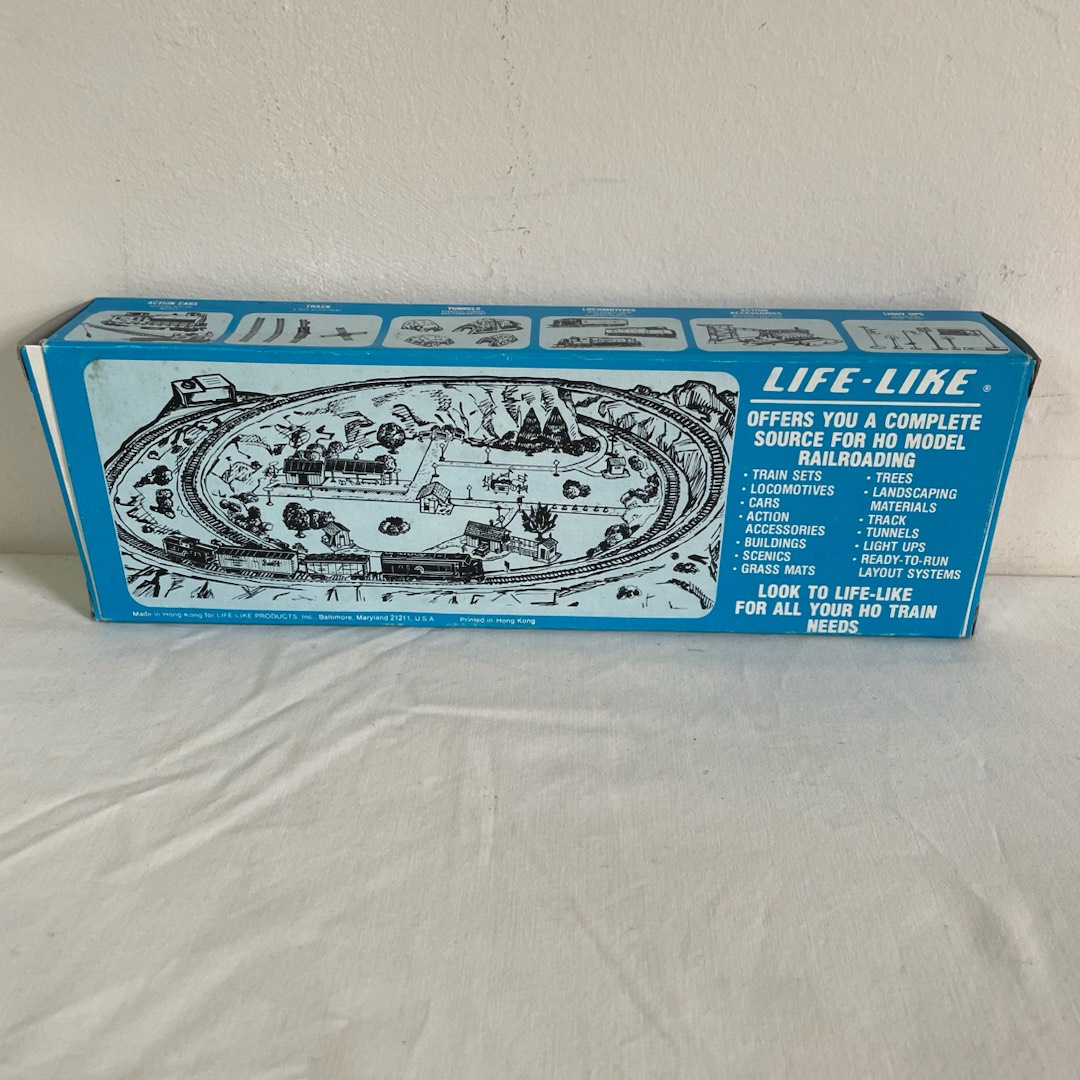 ACTION CARS
TRACK
TUNNELS
LOCOMOTIVES
ACCESSORIES
LIGHT UPS
LIFE-LIKE ®
OFFERS YOU A COMPLETE
SOURCE FOR HO MODEL
RAILROADING
• TRAIN SETS
• LOCOMOTIVES
• CARS
• ACTION
ACCESSORIES
• BUILDINGS
• SCENICS
• GRASS MATS
• TREES
• LANDSCAPING
MATERIALS
• TRACK
• TUNNELS
• LIGHT UPS
• READY-TO-RUN
LAYOUT SYSTEMS
LOOK TO LIFE-LIKE
FOR ALL YOUR HO TRAIN
NEEDS
Made in Hong Kong for LIFE-LIKE PRODUCTS, Inc., Baltimore, Maryland 21211, U.S.A. Printed in Hong Kong